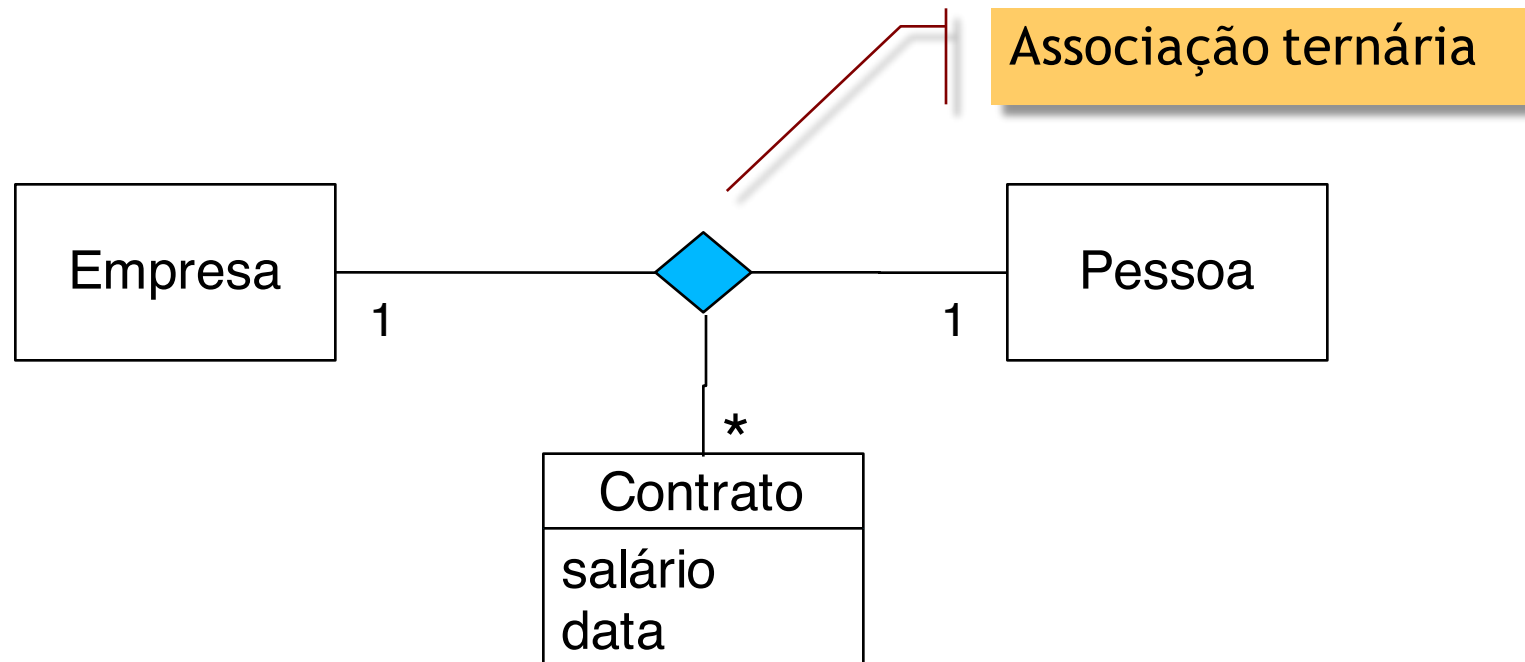 Associação ternária
Empresa
Pessoa
1
1
*
Contrato
salário
data